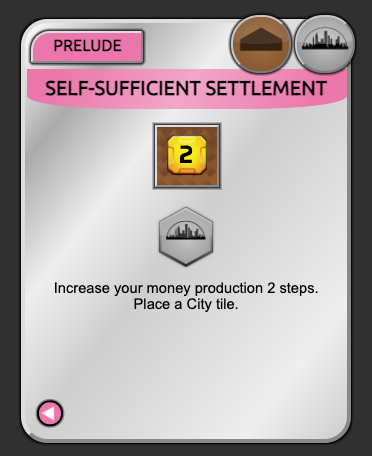 PRELUDE
SELF-SUFFICIENT SETTLEMENT
2
Increase your money production 2 steps.
Place a City tile.